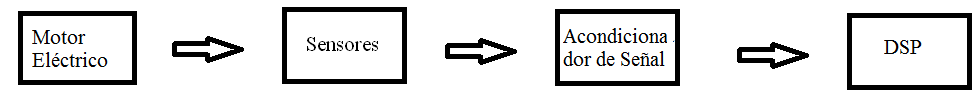 Motor
Eléctrico
Sensores
Acondiciona
dor de Señal
DSP